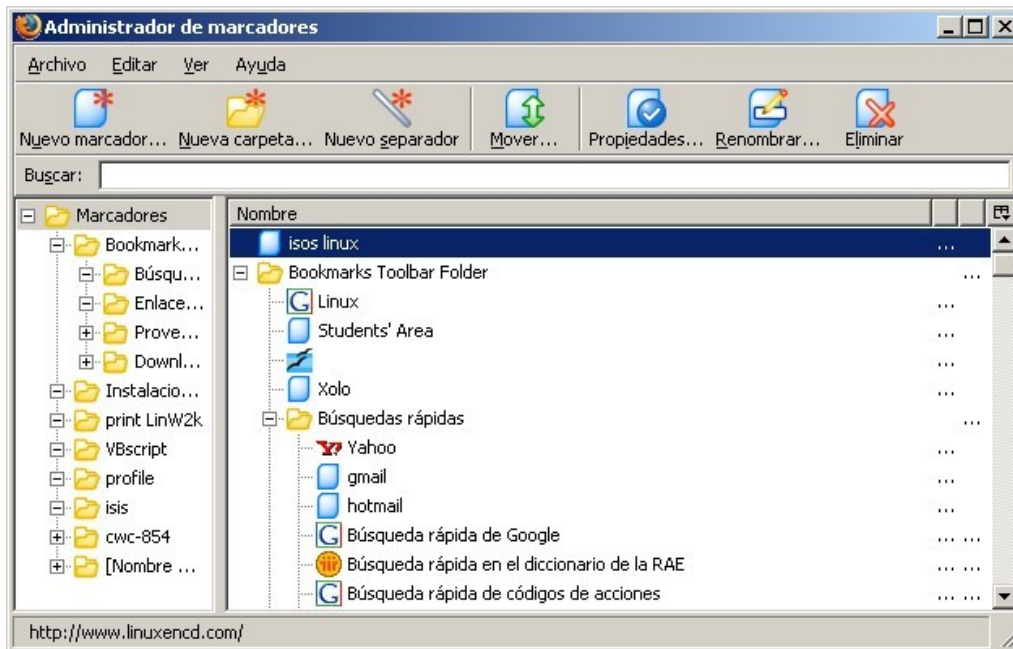 Administrador de marcadores
Archivo Editar Ver Ayuda
Nuevo marcador... Nueva carpeta... Nuevo separador Mover... Propiedades... Renombrar... Eliminar
Buscar:
Marcadores
Bookmark...
Búsqu...
Enlace...
Prove...
Downl...
Instalacio...
print LinW2k
VBscript
profile
isis
cwc-854
[Nombre ...
Nombre
isos linux ...
Bookmarks Toolbar Folder ...
Linux ...
Students' Area ...
...
Xolo ...
Búsquedas rápidas ...
Yahoo ...
gmail ...
hotmail ...
Búsqueda rápida de Google ... ...
Búsqueda rápida en el diccionario de la RAE ... ...
Búsqueda rápida de códigos de acciones ... ...
http://www.linuxencd.com/